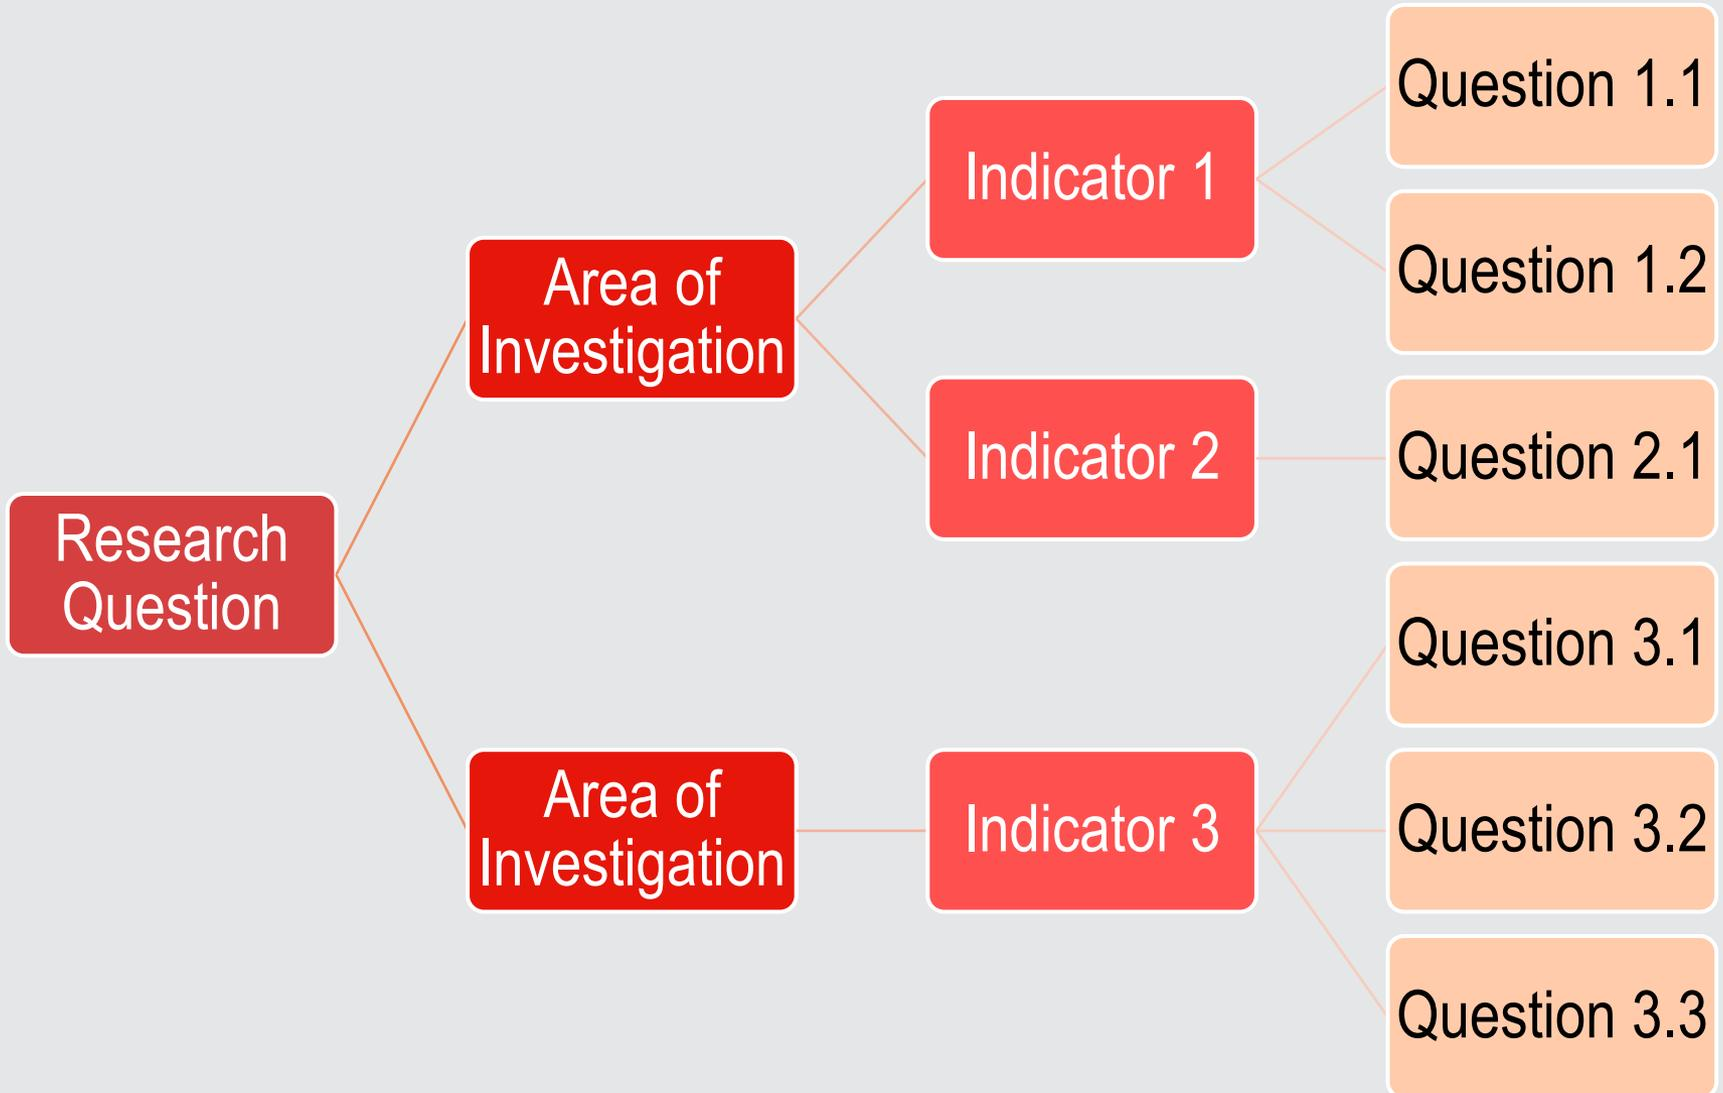 Research
Question
Area of
Investigation
Indicator 1
Question 1.1
Question 1.2
Indicator 2
Question 2.1
Area of
Investigation
Indicator 3
Question 3.1
Question 3.2
Question 3.3